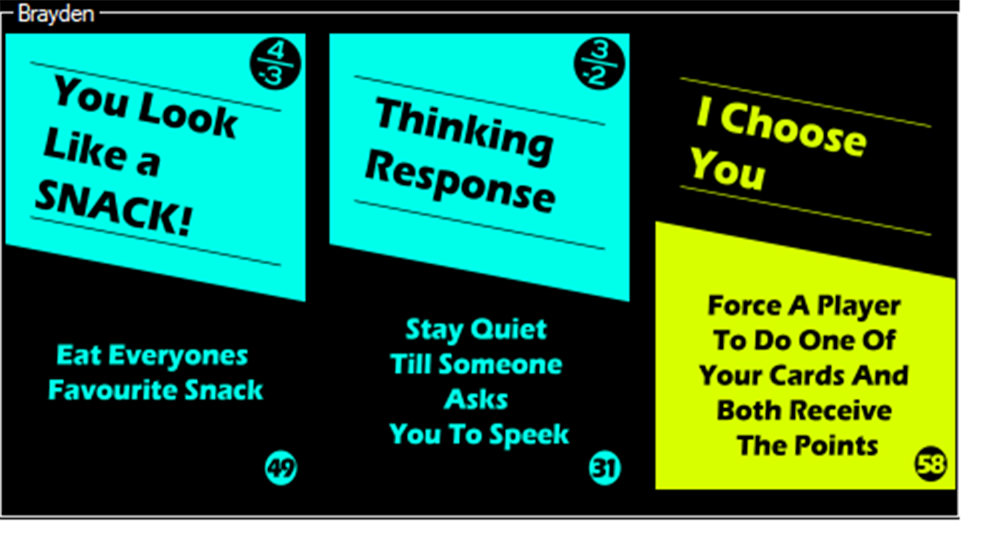 Brayden
4
-3
You Look
Like a
SNACK!
Eat Everyones
Favourite Snack
49
3
-2
Thinking
Response
Stay Quiet
Till Someone
Asks
You To Speek
31
I Choose
You
Force A Player
To Do One Of
Your Cards And
Both Receive
The Points
58